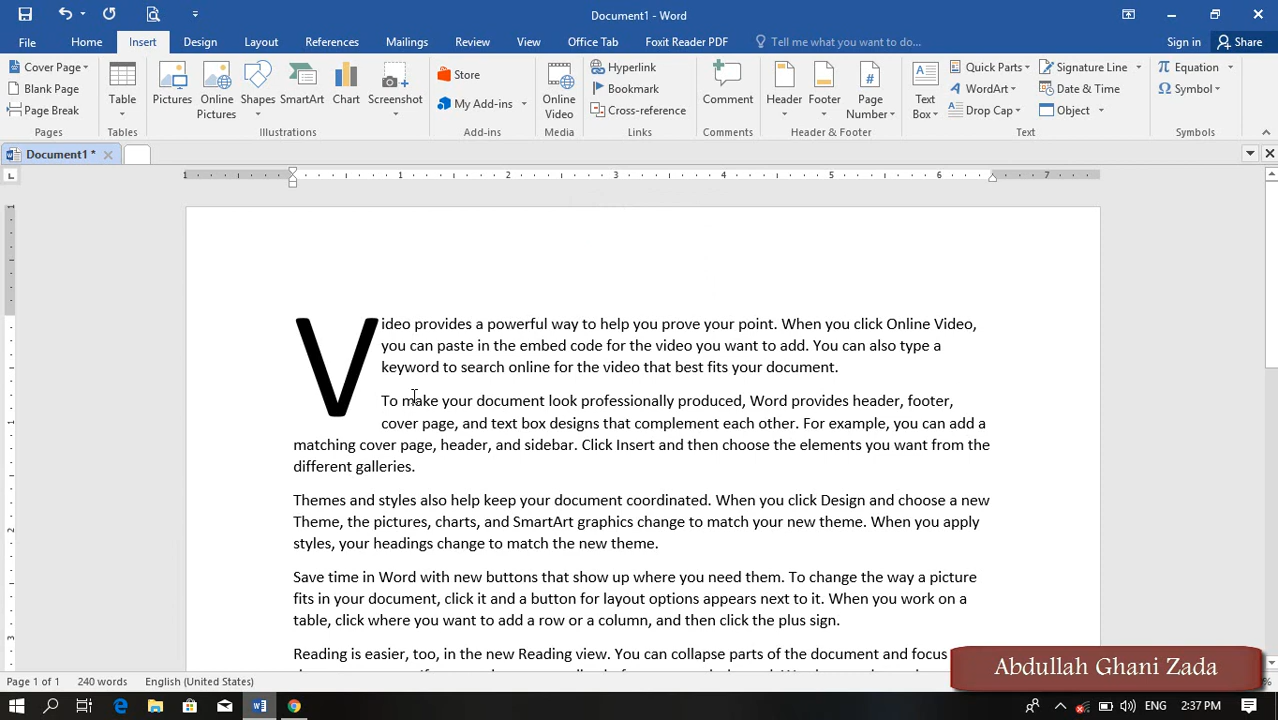 Document1 - Word
File Home Insert Design Layout References Mailings Review View Office Tab Foxit Reader PDF Tell me what you want to do... Sign in Share
Cover Page
Blank Page
Page Break
Pages
Table
Tables
Pictures
Online Pictures
Shapes
SmartArt
Chart
Screenshot
Illustrations
Store
My Add-ins
Add-ins
Online Video
Media
Hyperlink
Bookmark
Cross-reference
Links
Comment
Comments
Header
Footer
Page Number
Header & Footer
Text Box
Quick Parts
WordArt
Drop Cap
Signature Line
Date & Time
Object
Text
Equation
Symbol
Symbols
Document1 *
1 1 2 3 4 5 6 7
Video provides a powerful way to help you prove your point. When you click Online Video,
you can paste in the embed code for the video you want to add. You can also type a
keyword to search online for the video that best fits your document.
To make your document look professionally produced, Word provides header, footer,
cover page, and text box designs that complement each other. For example, you can add a
matching cover page, header, and sidebar. Click Insert and then choose the elements you want from the
different galleries.
Themes and styles also help keep your document coordinated. When you click Design and choose a new
Theme, the pictures, charts, and SmartArt graphics change to match your new theme. When you apply
styles, your headings change to match the new theme.
Save time in Word with new buttons that show up where you need them. To change the way a picture
fits in your document, click it and a button for layout options appears next to it. When you work on a
table, click where you want to add a row or a column, and then click the plus sign.
Reading is easier, too, in the new Reading view. You can collapse parts of the document and focus
Abdullah Ghani Zada
Page 1 of 1 240 words English (United States)
ENG 2:37 PM